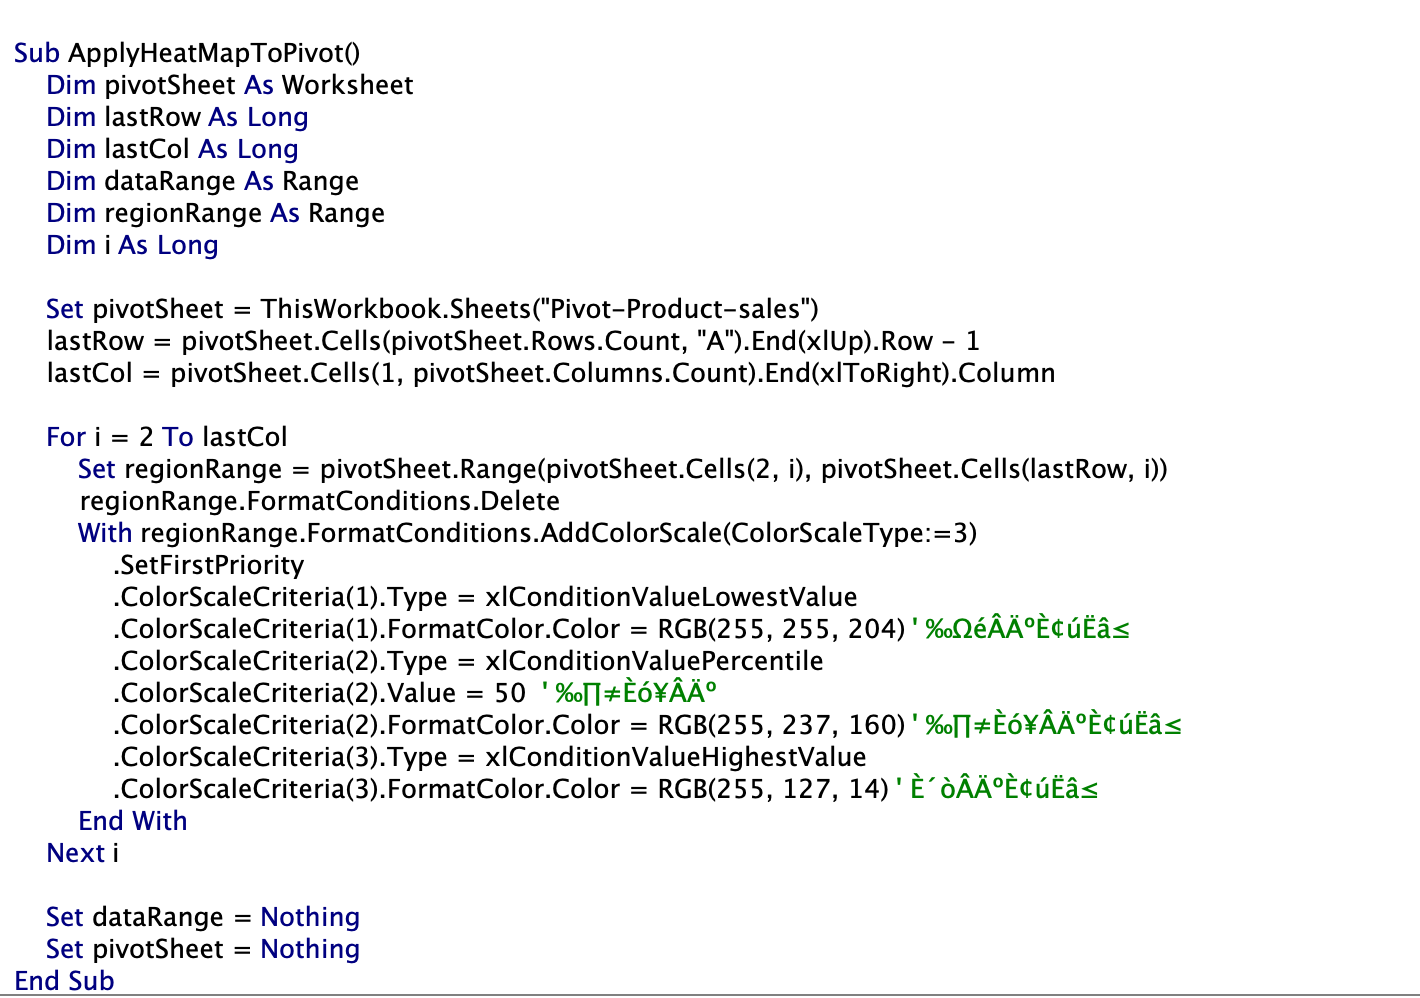 Sub ApplyHeatMapToPivot()
Dim pivotSheet As Worksheet
Dim lastRow As Long
Dim lastCol As Long
Dim dataRange As Range
Dim regionRange As Range
Dim i As Long
Set pivotSheet = ThisWorkbook.Sheets("Pivot-Product-sales")
lastRow = pivotSheet.Cells(pivotSheet.Rows.Count, "A").End(xlUp).Row - 1
lastCol = pivotSheet.Cells(1, pivotSheet.Columns.Count).End(xlToRight).Column
For i = 2 To lastCol
Set regionRange = pivotSheet.Range(pivotSheet.Cells(2, i), pivotSheet.Cells(lastRow, i))
regionRange.FormatConditions.Delete
With regionRange.FormatConditions.AddColorScale(ColorScaleType:=3)
.SetFirstPriority
.ColorScaleCriteria(1).Type = xlConditionValueLowestValue
.ColorScaleCriteria(1).FormatColor.Color = RGB(255, 255, 204) ' ‰ΩéÂÄºÈ¢úËâ≤
.ColorScaleCriteria(2).Type = xlConditionValuePercentile
.ColorScaleCriteria(2).Value = 50 ' ‰∏≠Èó¥ÂÄº
.ColorScaleCriteria(2).FormatColor.Color = RGB(255, 237, 160) ' ‰∏≠Èó¥ÂÄºÈ¢úËâ≤
.ColorScaleCriteria(3).Type = xlConditionValueHighestValue
.ColorScaleCriteria(3).FormatColor.Color = RGB(255, 127, 14) ' È´òÂÄºÈ¢úËâ≤
End With
Next i
Set dataRange = Nothing
Set pivotSheet = Nothing
End Sub